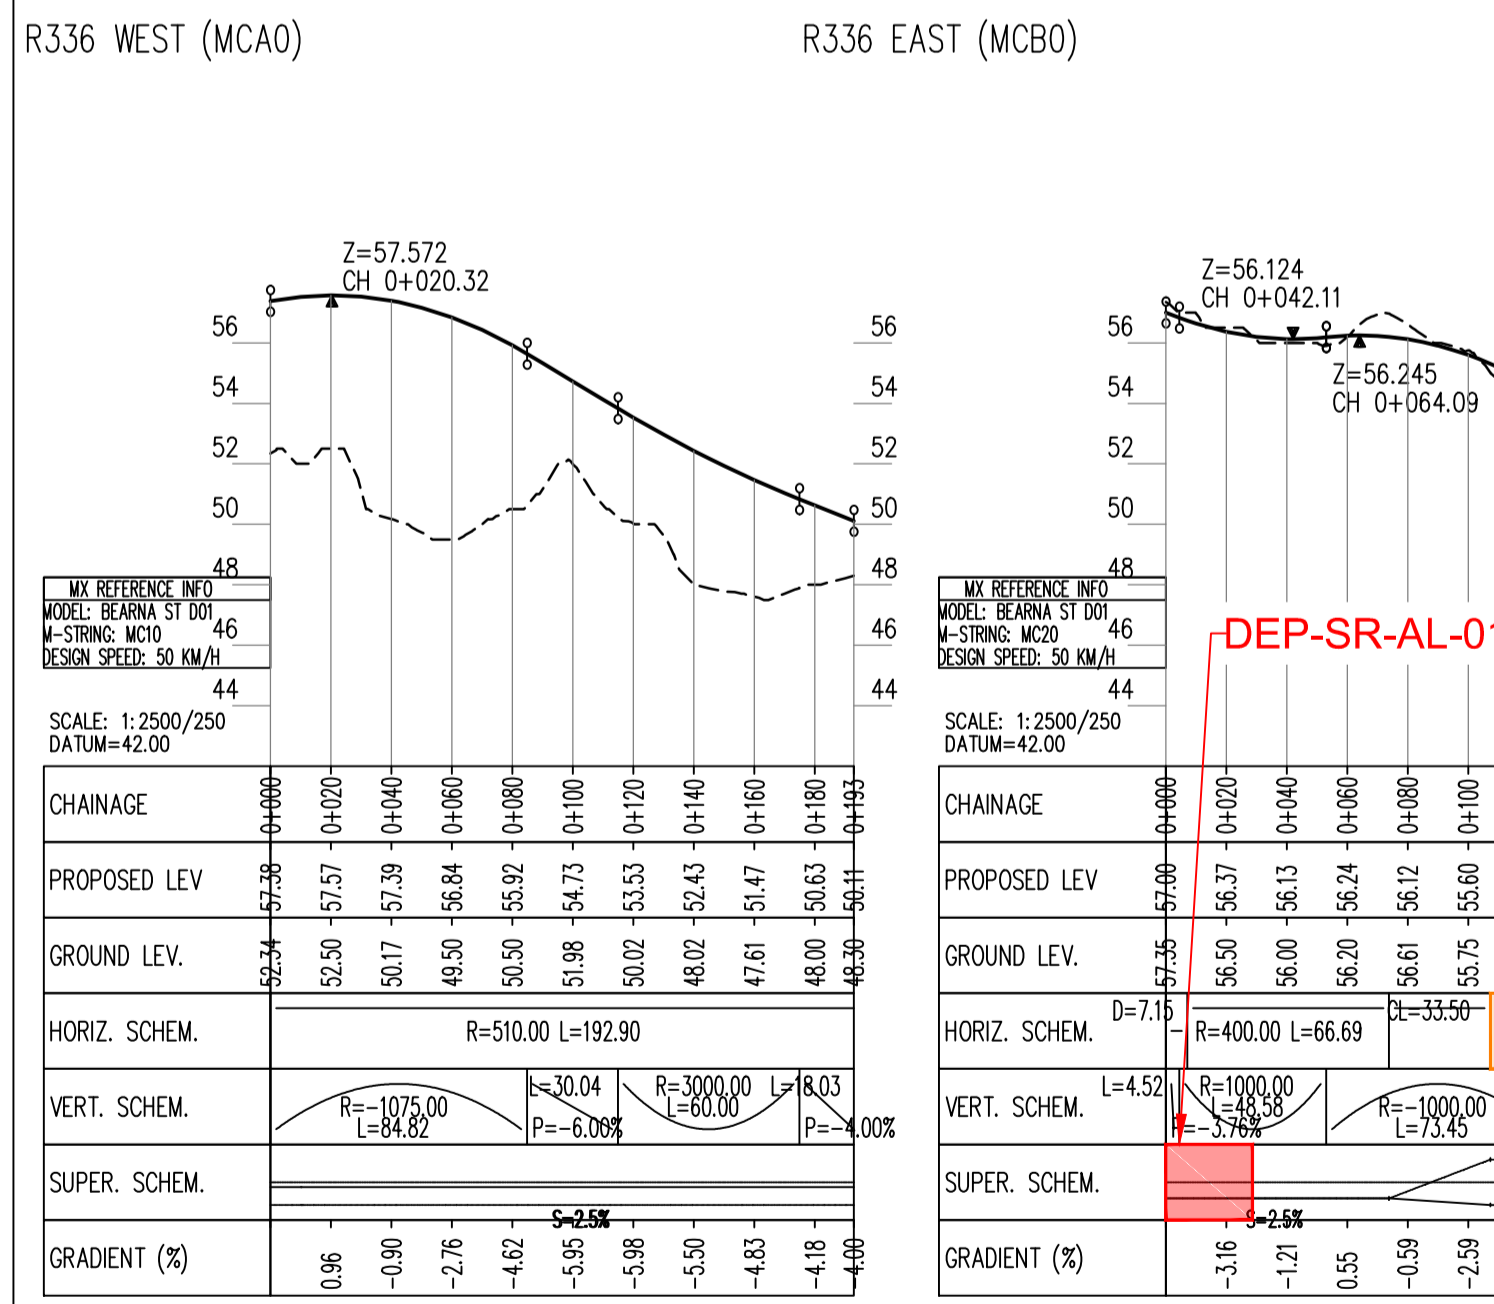 R336 WEST (MCA0)
Z=57.572
CH 0+020.32
56
54
52
50
48
46
44
56
54
52
50
48
46
44
MX REFERENCE INFO
MODEL: BEARNA ST D01
M-STRING: MC10
DESIGN SPEED: 50 KM/H
SCALE: 1:2500/250
DATUM=42.00
CHAINAGE 0+000 0+020 0+040 0+060 0+080 0+100 0+120 0+140 0+160 0+180 0+193
PROPOSED LEV 57.38 57.57 57.39 56.84 55.92 54.73 53.53 52.43 51.47 50.63 50.11
GROUND LEV. 52.34 52.50 50.17 49.50 50.50 51.98 50.02 48.02 47.61 48.00 48.30
HORIZ. SCHEM. R=510.00 L=192.90
VERT. SCHEM.
R=-1075.00
L=84.82
L=30.04
P=-6.00%
R=3000.00
L=60.00
L=18.03
P=-4.00%
SUPER. SCHEM.
S=2.5%
GRADIENT (%) 0.96 -0.90 -2.76 -4.62 -5.95 -5.98 -5.50 -4.83 -4.18 -4.00
R336 EAST (MCB0)
Z=56.124
CH 0+042.11
Z=56.245
CH 0+064.09
56
54
52
50
48
46
44
DEP-SR-AL-01
MX REFERENCE INFO
MODEL: BEARNA ST D01
M-STRING: MC20
DESIGN SPEED: 50 KM/H
SCALE: 1:2500/250
DATUM=42.00
CHAINAGE 0+000 0+020 0+040 0+060 0+080 0+100
PROPOSED LEV 57.00 56.37 56.13 56.24 56.12 55.60
GROUND LEV. 57.35 56.50 56.00 56.20 56.61 55.75
HORIZ. SCHEM. D=7.15 R=400.00 L=66.69 CL=33.50
VERT. SCHEM.
L=4.52
P=-3.76%
R=1000.00
L=48.58
R=-1000.00
L=73.45
SUPER. SCHEM.
S=2.5%
GRADIENT (%) -3.16 -1.21 0.55 -0.59 -2.59